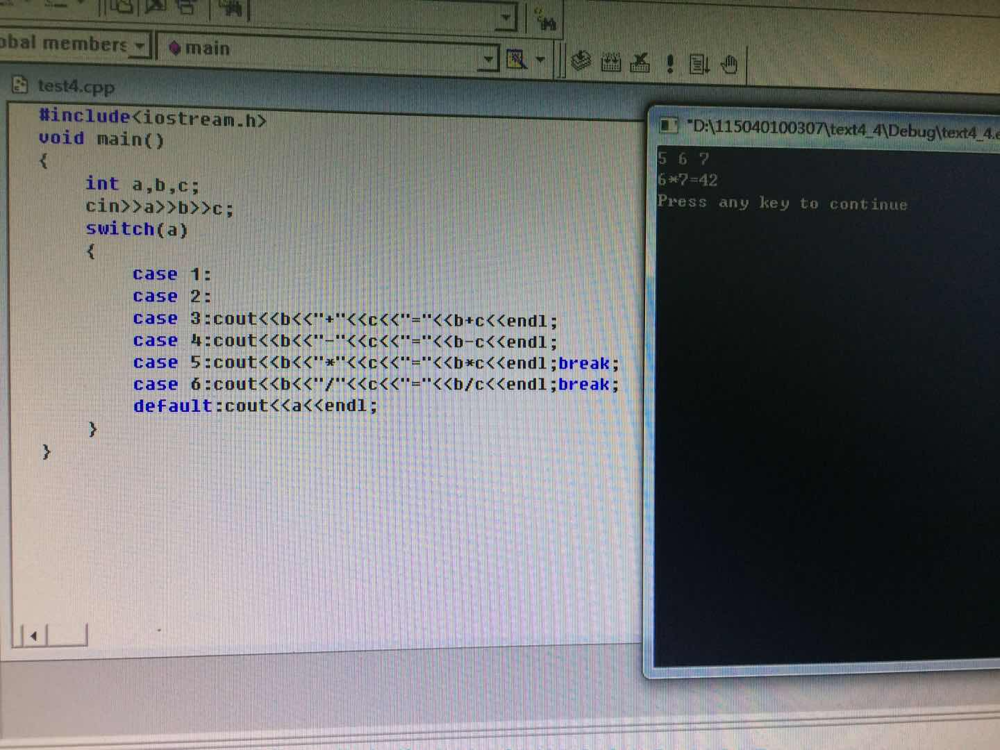 obal members
main
test4.cpp
#include<iostream.h>
void main()
{
int a,b,c;
cin>>a>>b>>c;
switch(a)
{
case 1:
case 2:
case 3:cout<<b<<"+"<<c<<"="<<b+c<<endl;
case 4:cout<<b<<"-"<<c<<"="<<b-c<<endl;
case 5:cout<<b<<"*"<<c<<"="<<b*c<<endl;break;
case 6:cout<<b<<"/"<<c<<"="<<b/c<<endl;break;
default:cout<<a<<endl;
}
}
"D:\115040100307\text4_4\Debug\text4_4.e
5 6 7
6*7=42
Press any key to continue